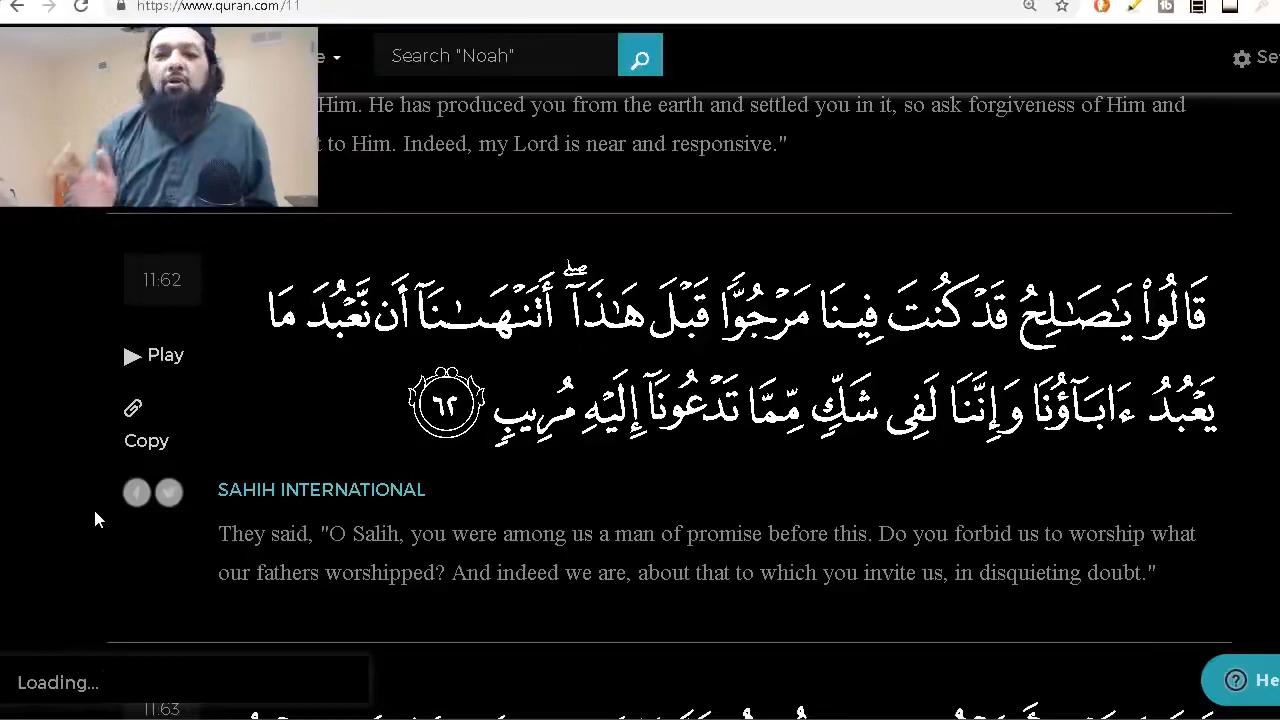 https://www.quran.com/11
e
Search "Noah"
Him. He has produced you from the earth and settled you in it, so ask forgiveness of Him and
to Him. Indeed, my Lord is near and responsive."
11:62
قَالُوا۟ يَـٰصَـٰلِحُ قَدْ كُنتَ فِينَا مَرْجُوًّا قَبْلَ هَـٰذَآ ۖ أَتَنْهَىٰنَآ أَن نَّعْبُدَ مَا
Play
يَعْبُدُ ءَابَآؤُنَا وَإِنَّنَا لَفِى شَكٍّ مِّمَّا تَدْعُونَآ إِلَيْهِ مُرِيبٍ ٦٢
Copy
SAHIH INTERNATIONAL
They said, "O Salih, you were among us a man of promise before this. Do you forbid us to worship what
our fathers worshipped? And indeed we are, about that to which you invite us, in disquieting doubt."
Loading...
He
11:63